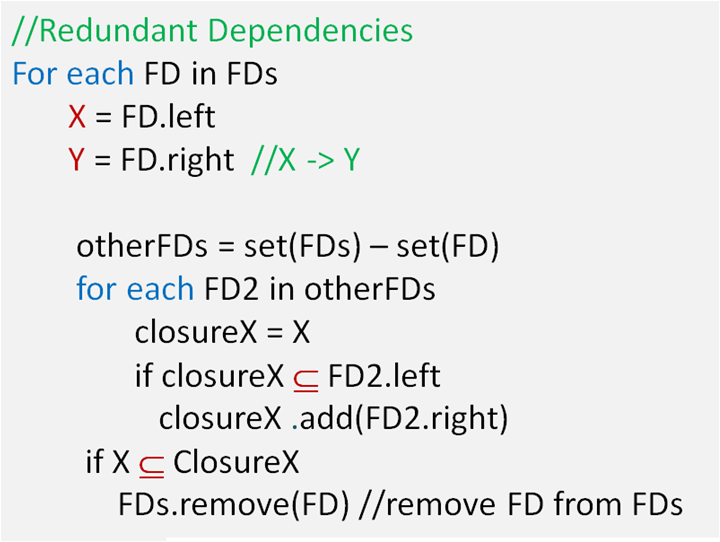 //Redundant Dependencies
For each FD in FDs
X = FD.left
Y = FD.right //X -> Y
otherFDs = set(FDs) – set(FD)
for each FD2 in otherFDs
closureX = X
if closureX ⊆ FD2.left
closureX .add(FD2.right)
if X ⊆ ClosureX
FDs.remove(FD) //remove FD from FDs